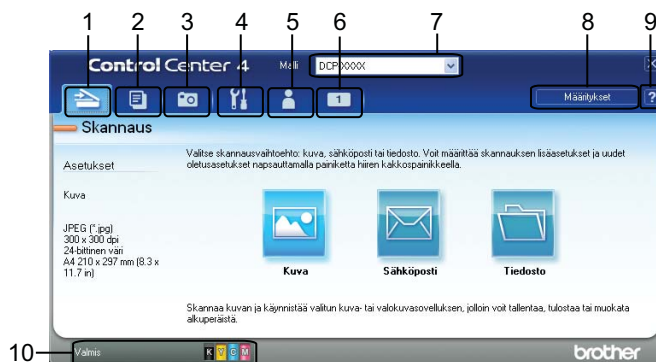 1 2 3 4 5 6 7 8 9
Control Center 4 Malli DCP-XXXX
1
Määritykset ?
Skannaus
Asetukset
Valitse skannausvaihtoehto: kuva, sähköposti tai tiedosto. Voit määrittää skannauksen lisäasetukset ja uudet
oletusasetukset napsauttamalla painiketta hiiren kakkospainikkeella.
Kuva
JPEG (*.jpg)
300 x 300 dpi
24-bittinen väri
A4 210 x 297 mm (8.3 x
11.7 in)
Kuva Sähköposti Tiedosto
Skannaa kuvan ja käynnistää valitun kuva- tai valokuvasovelluksen, jolloin voit tallentaa, tulostaa tai muokata
alkuperäistä.
10 Valmis K Y C M brother